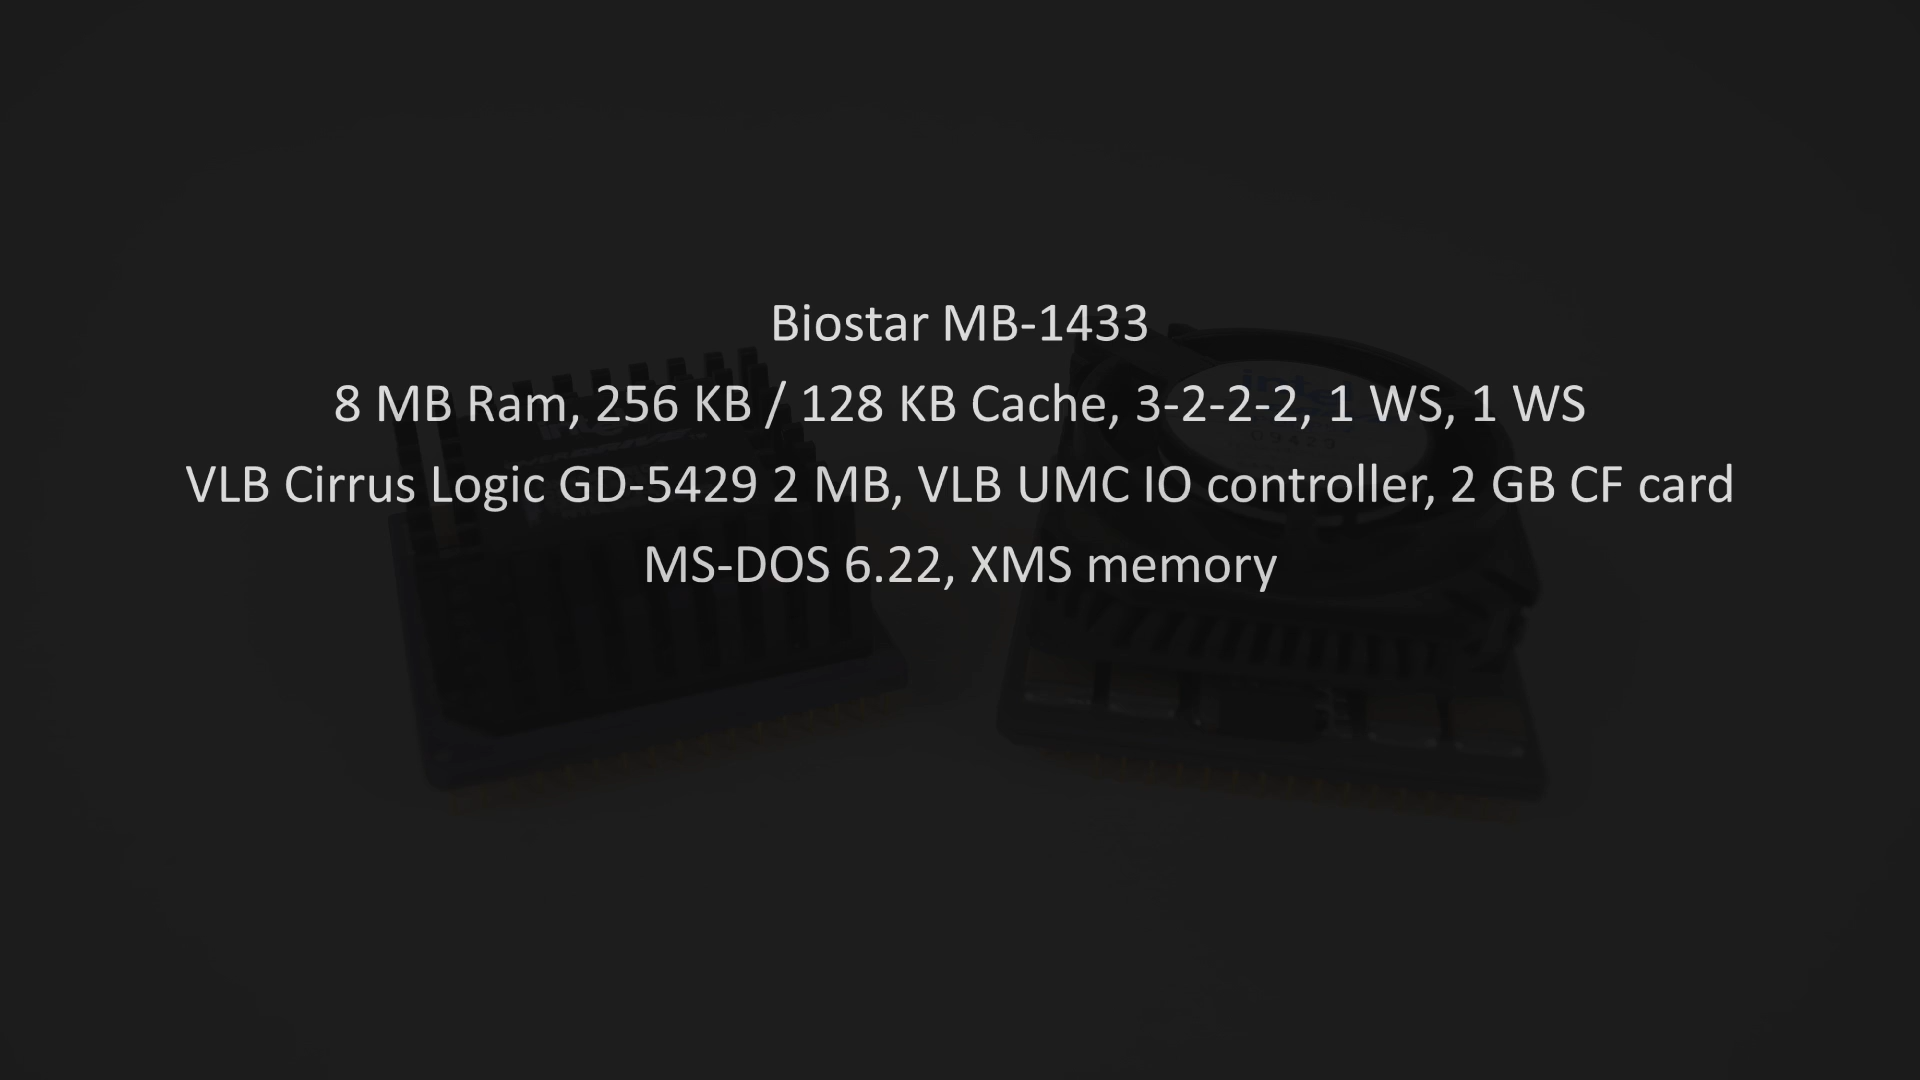 Biostar MB-1433
8 MB Ram, 256 KB / 128 KB Cache, 3-2-2-2, 1 WS, 1 WS
VLB Cirrus Logic GD-5429 2 MB, VLB UMC IO controller, 2 GB CF card
MS-DOS 6.22, XMS memory